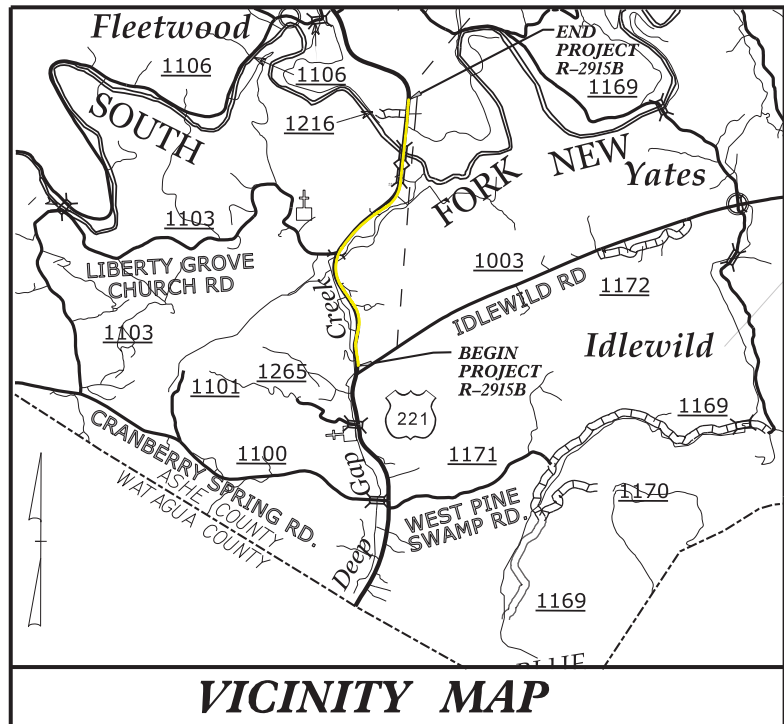 Fleetwood
END
PROJECT
R–2915B
1106
1106
1169
1216
SOUTH
FORK
NEW
Yates
1103
LIBERTY GROVE
CHURCH RD
1003
1172
IDLEWILD RD
Creek
1103
Idlewild
BEGIN
PROJECT
R–2915B
1265
1101
221
1169
CRANBERRY SPRING RD.
1100
1171
Gap
ASHE COUNTY
WATAGUA COUNTY
WEST PINE
SWAMP RD.
1170
Deep
1169
BLUE
VICINITY MAP